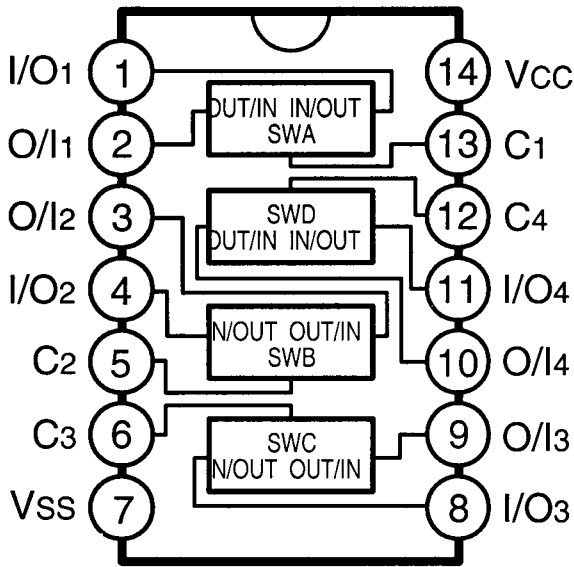 I/O1 1 14 VCC
OUT/IN IN/OUT
SWA
O/I1 2 13 C1
O/I2 3 12 C4
SWD
OUT/IN IN/OUT
I/O2 4 11 I/O4
N/OUT OUT/IN
SWB
C2 5 10 O/I4
C3 6 9 O/I3
SWC
N/OUT OUT/IN
VSS 7 8 I/O3